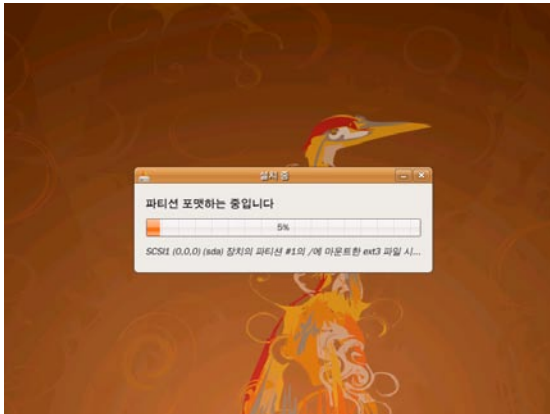 설치 중
파티션 포맷하는 중입니다
5%
SCSI1 (0,0,0) (sda) 장치의 파티션 #1의 /에 마운트한 ext3 파일 시...